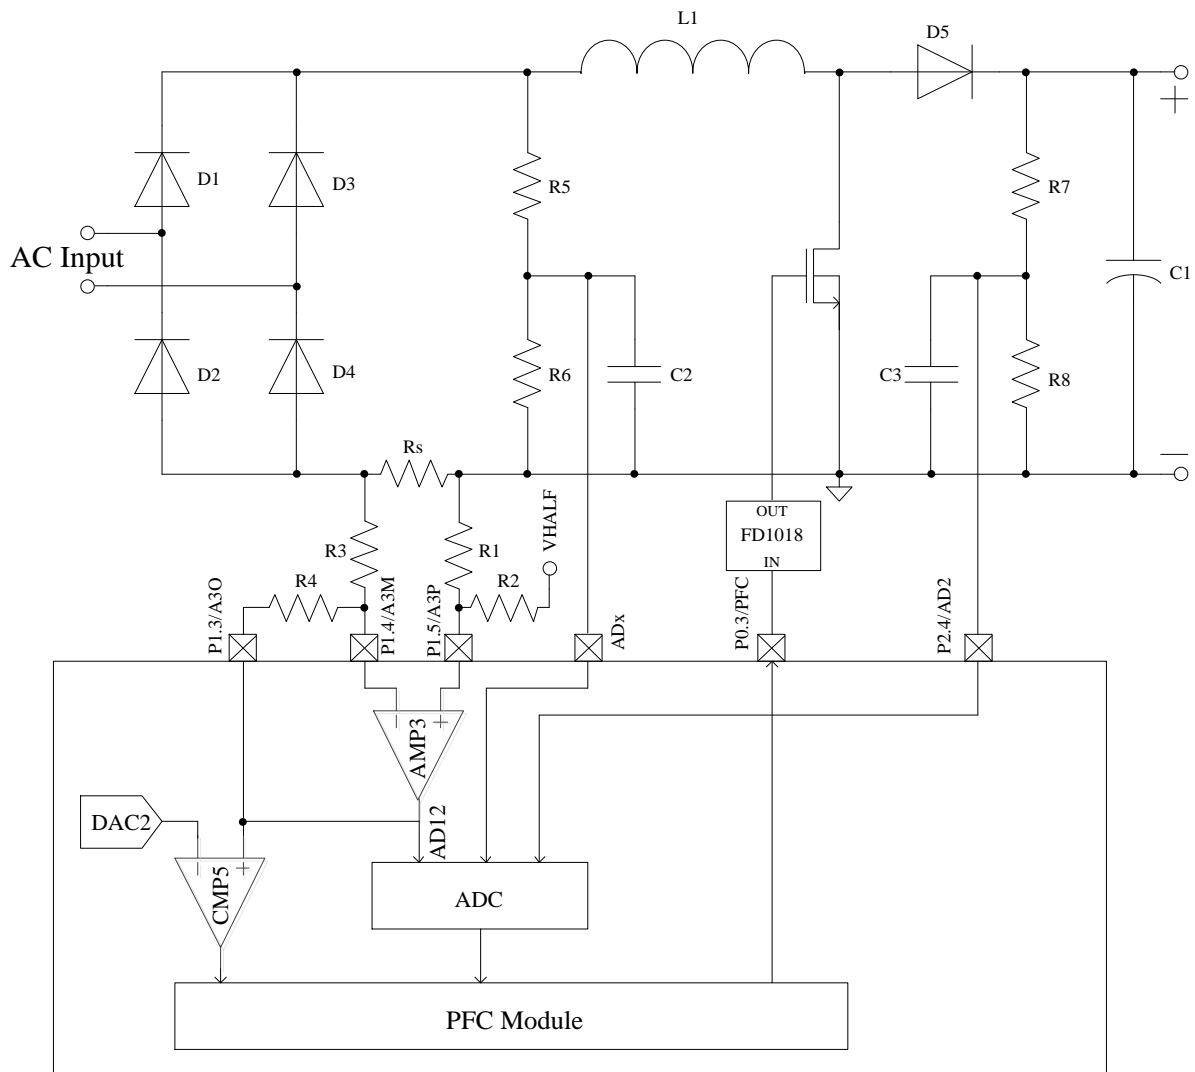 L1
D5
+
D1
D3
R5
R7
AC Input
C1
D2
D4
R6
C2
C3
R8
Rs
−
VHALF
OUT
FD1018
IN
R3
R1
R4
R2
P1.3/A3O
P1.4/A3M
P1.5/A3P
ADx
P0.3/PFC
P2.4/AD2
− +
AMP3
DAC2
AD12
− +
CMP5
ADC
PFC Module